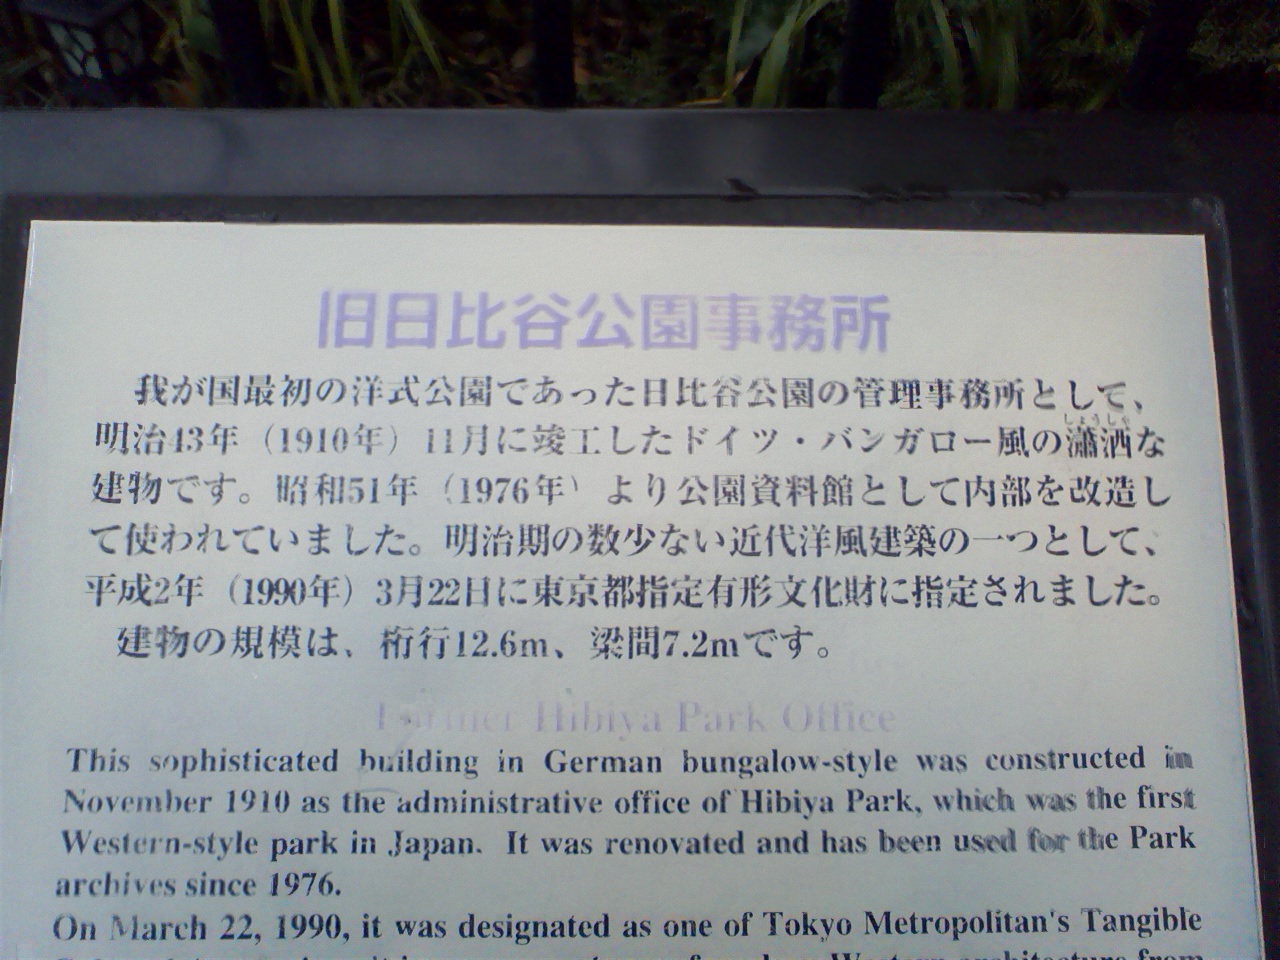 旧日比谷公園事務所
我が国最初の洋式公園であった日比谷公園の管理事務所として、
しょうしゃ
明治43年（1910年）11月に竣工したドイツ・バンガロー風の瀟洒な
建物です。昭和51年（1976年）より公園資料館として内部を改造し
て使われていました。明治期の数少ない近代洋風建築の一つとして、
平成2年（1990年）3月22日に東京都指定有形文化財に指定されました。
建物の規模は、桁行12.6m、梁間7.2mです。
Former Hibiya Park Office
This sophisticated building in German bungalow-style was constructed in
November 1910 as the administrative office of Hibiya Park, which was the first
Western-style park in Japan. It was renovated and has been used for the Park
archives since 1976.
On March 22, 1990, it was designated as one of Tokyo Metropolitan's Tangible
Western architecture from